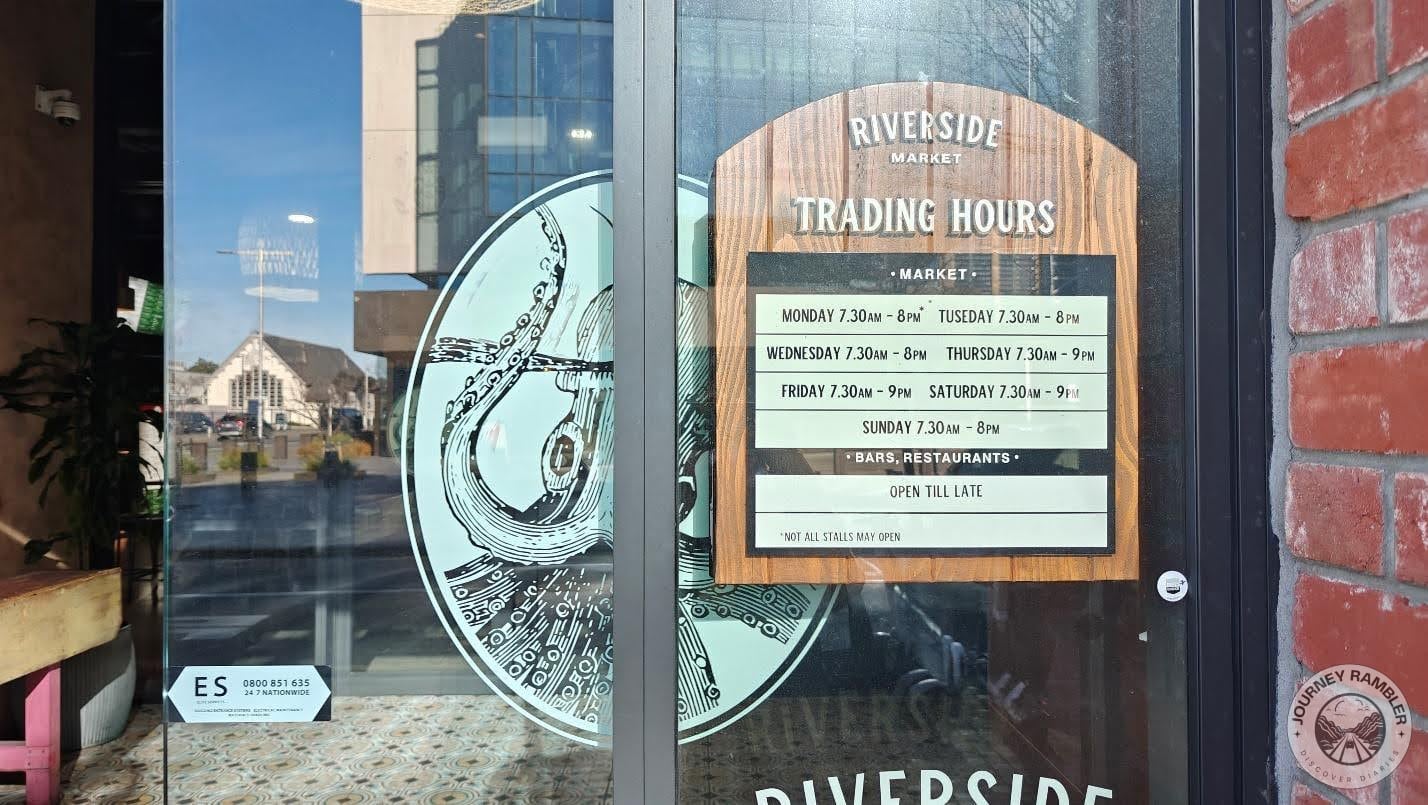 RIVERSIDE
MARKET
TRADING HOURS
• MARKET •
MONDAY 7.30AM - 8PM* TUSEDAY 7.30AM - 8PM
WEDNESDAY 7.30AM - 8PM THURSDAY 7.30AM - 9PM
FRIDAY 7.30AM - 9PM SATURDAY 7.30AM - 9PM
SUNDAY 7.30AM - 8PM
• BARS, RESTAURANTS •
OPEN TILL LATE
*NOT ALL STALLS MAY OPEN
ES
0800 851 635
24 7 NATIONWIDE
RIVERSIDE
JOURNEY RAMBLER
DISCOVER DIARIES